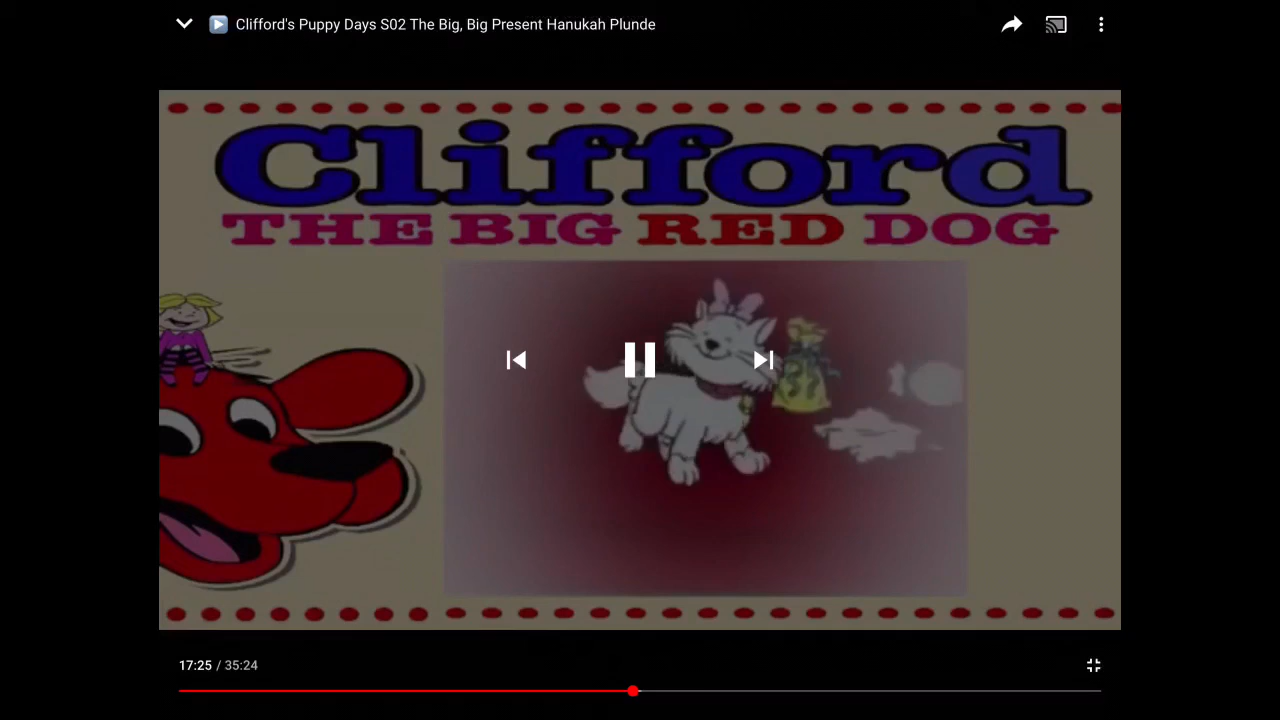 Clifford's Puppy Days S02 The Big, Big Present Hanukah Plunde
Clifford
THE BIG RED DOG
17:25 / 35:24